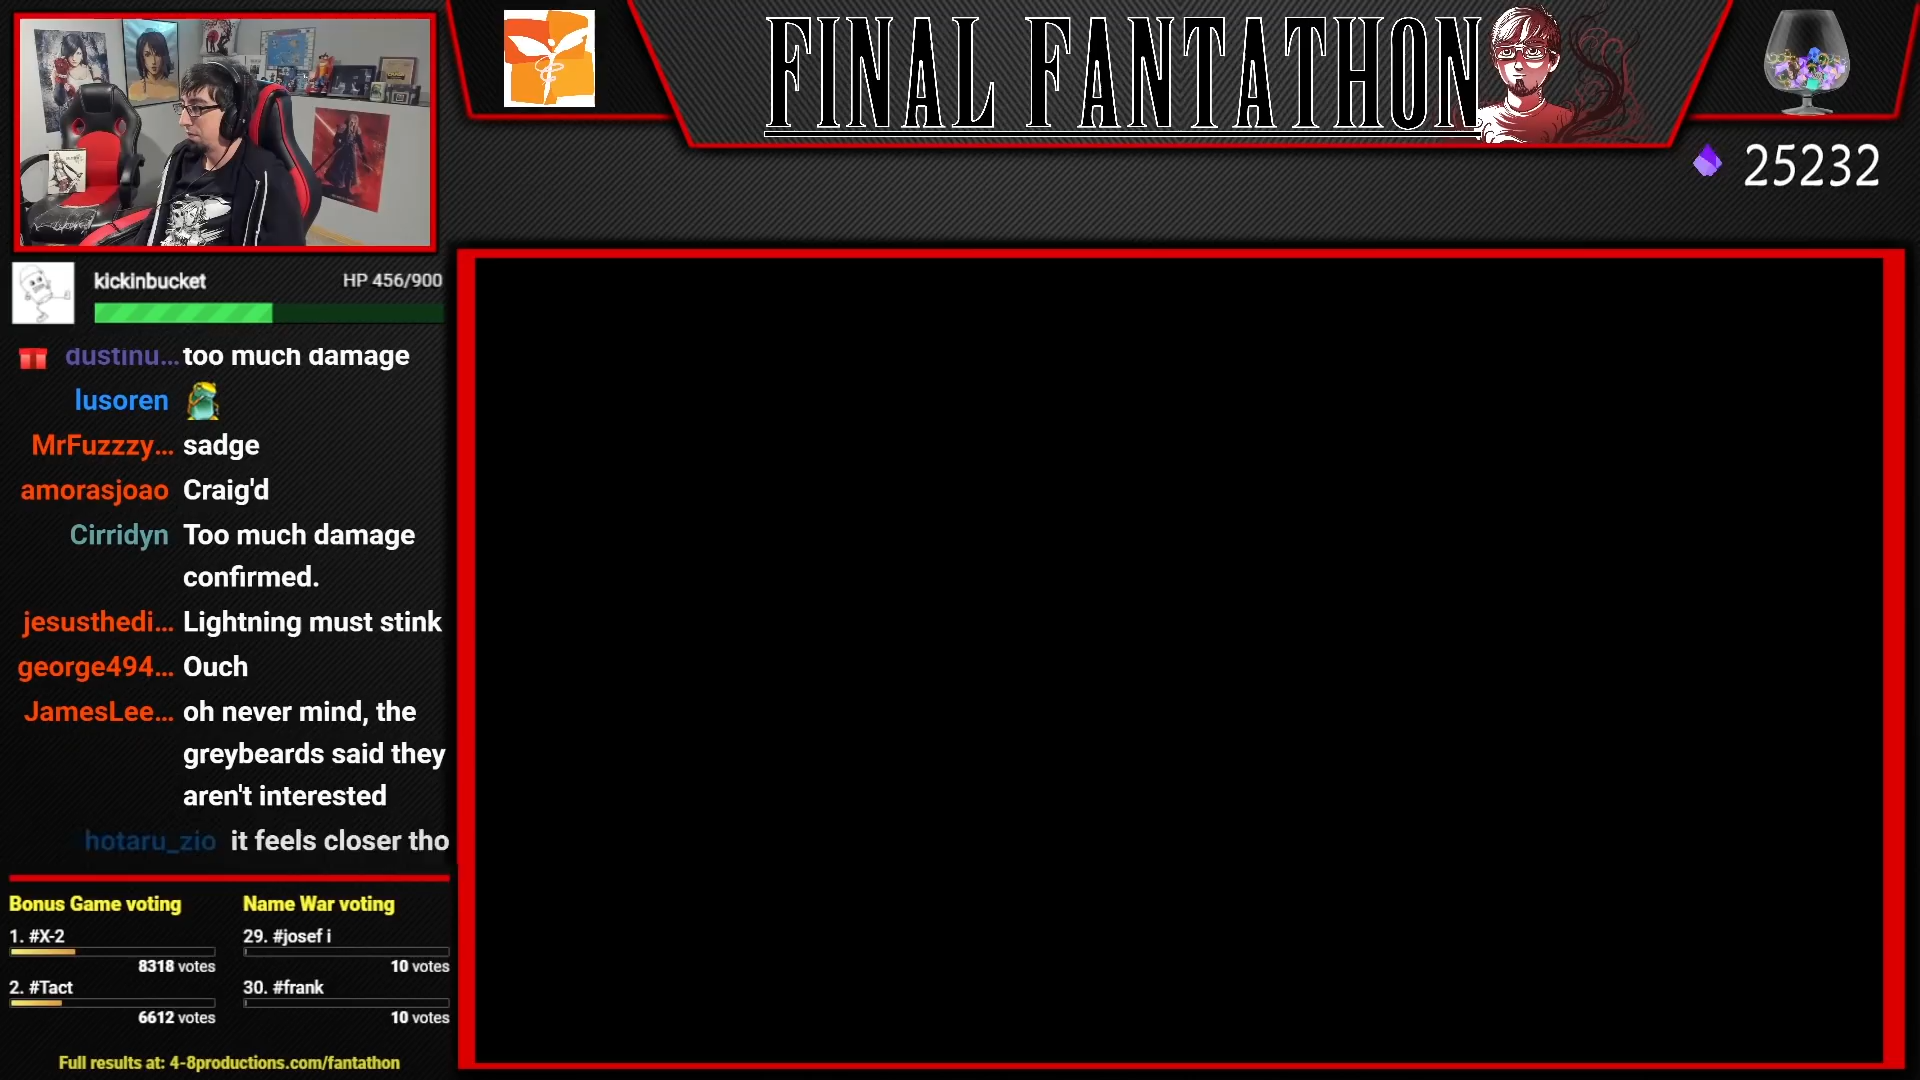 FINAL FANTATHON
25232
kickinbucket HP 456/900
dustinu... too much damage
lusoren
MrFuzzzy... sadge
amorasjoao Craig'd
Cirridyn Too much damage
confirmed.
jesusthedi... Lightning must stink
george494... Ouch
JamesLee... oh never mind, the
greybeards said they
aren't interested
hotaru_zio it feels closer tho
Bonus Game voting
1. #X-2
8318 votes
2. #Tact
6612 votes
Name War voting
29. #josef i
10 votes
30. #frank
10 votes
Full results at: 4-8productions.com/fantathon